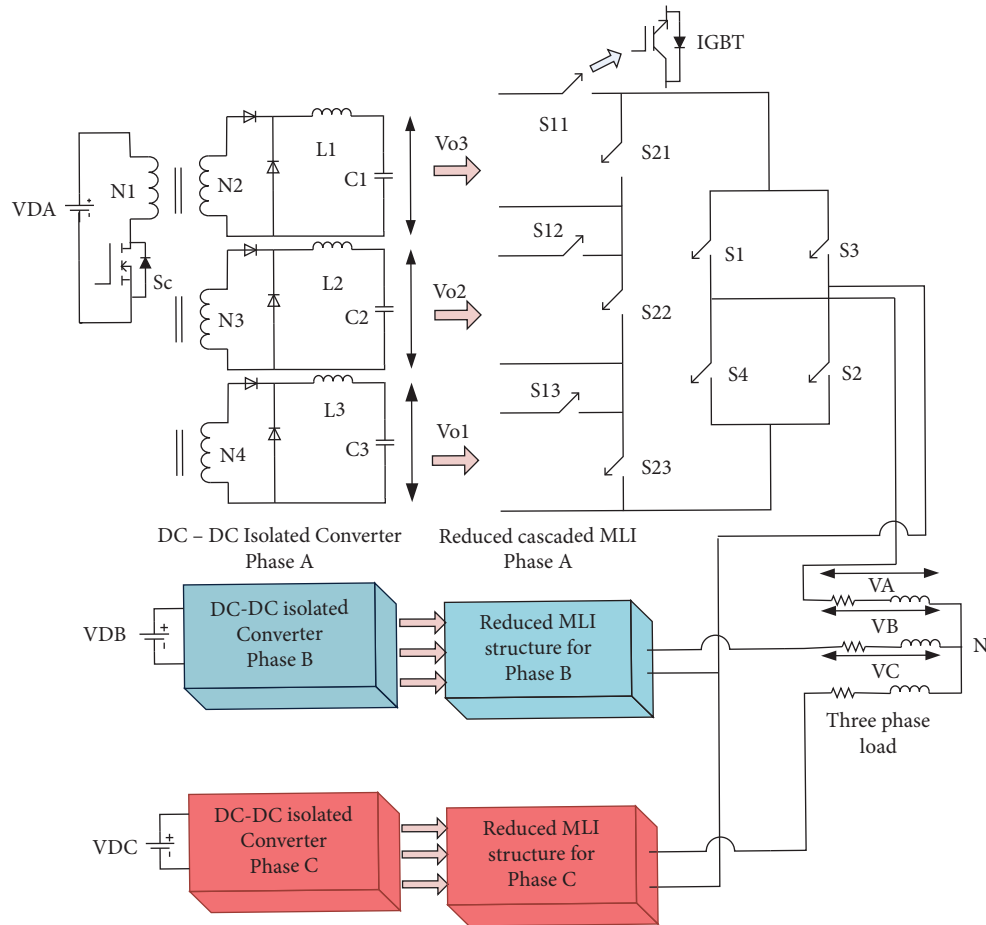 IGBT
S11
Vo3
L1
S21
N1
N2
C1
VDA
+
-
S12
S1
S3
Sc
L2
Vo2
N3
C2
S22
S13
S4
S2
L3
Vo1
N4
C3
S23
DC – DC Isolated Converter
Phase A
Reduced cascaded MLI
Phase A
VA
DC-DC isolated
Converter
Phase B
Reduced MLI
structure for
Phase B
VDB
+
-
VB
N
VC
Three phase
load
DC-DC isolated
Converter
Phase C
Reduced MLI
structure for
Phase C
VDC
+
-